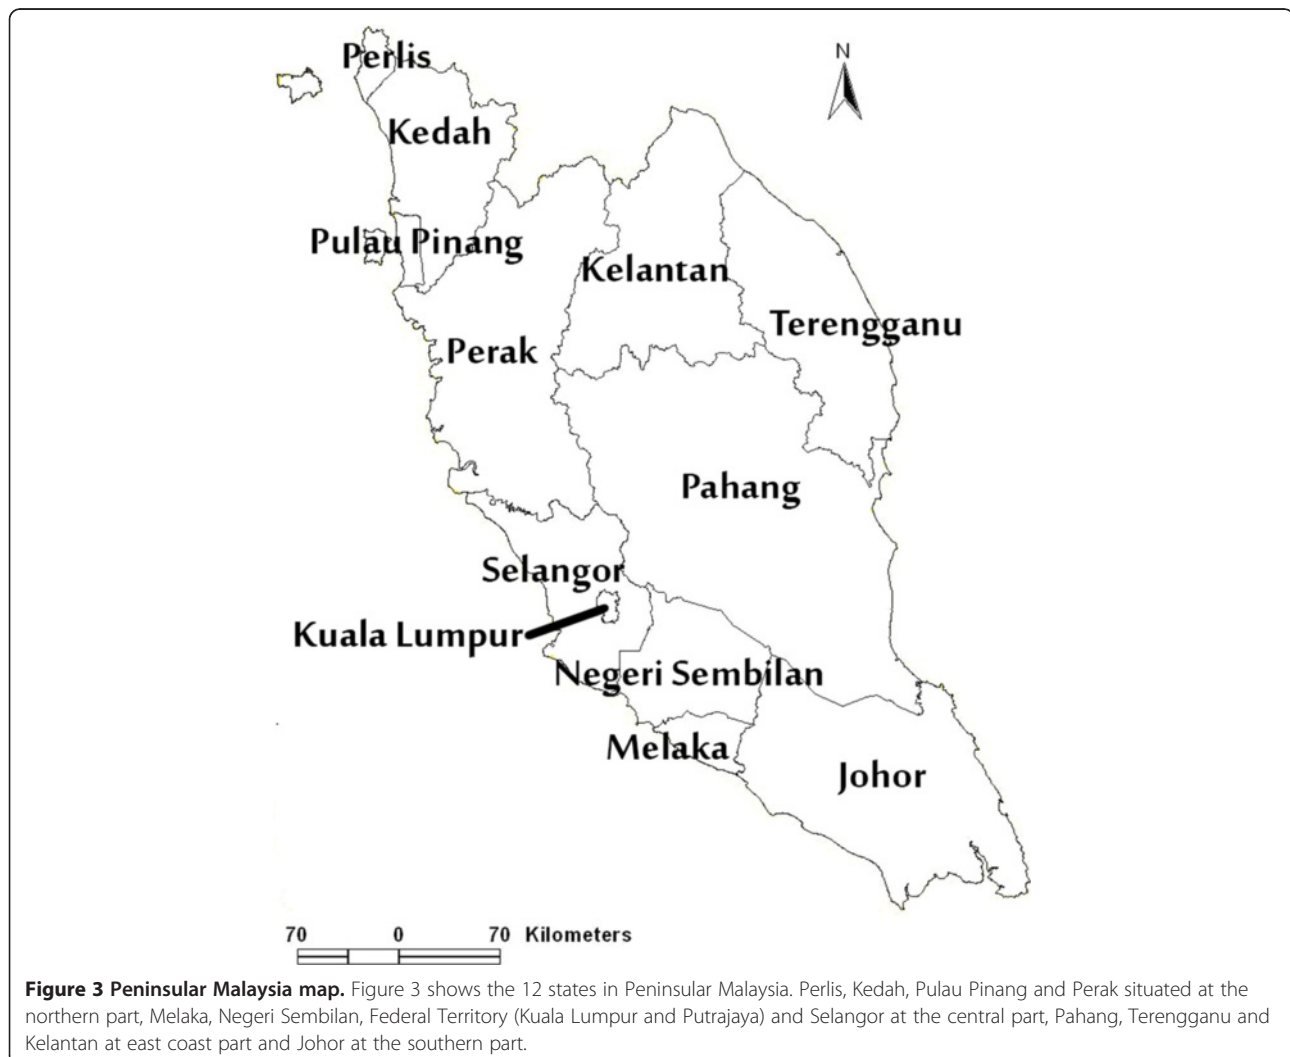 N
Perlis
Kedah
Pulau Pinang
Kelantan
Terengganu
Perak
Pahang
Selangor
Kuala Lumpur
Negeri Sembilan
Melaka
Johor
70 0 70 Kilometers
Figure 3 Peninsular Malaysia map. Figure 3 shows the 12 states in Peninsular Malaysia. Perlis, Kedah, Pulau Pinang and Perak situated at the
northern part, Melaka, Negeri Sembilan, Federal Territory (Kuala Lumpur and Putrajaya) and Selangor at the central part, Pahang, Terengganu and
Kelantan at east coast part and Johor at the southern part.